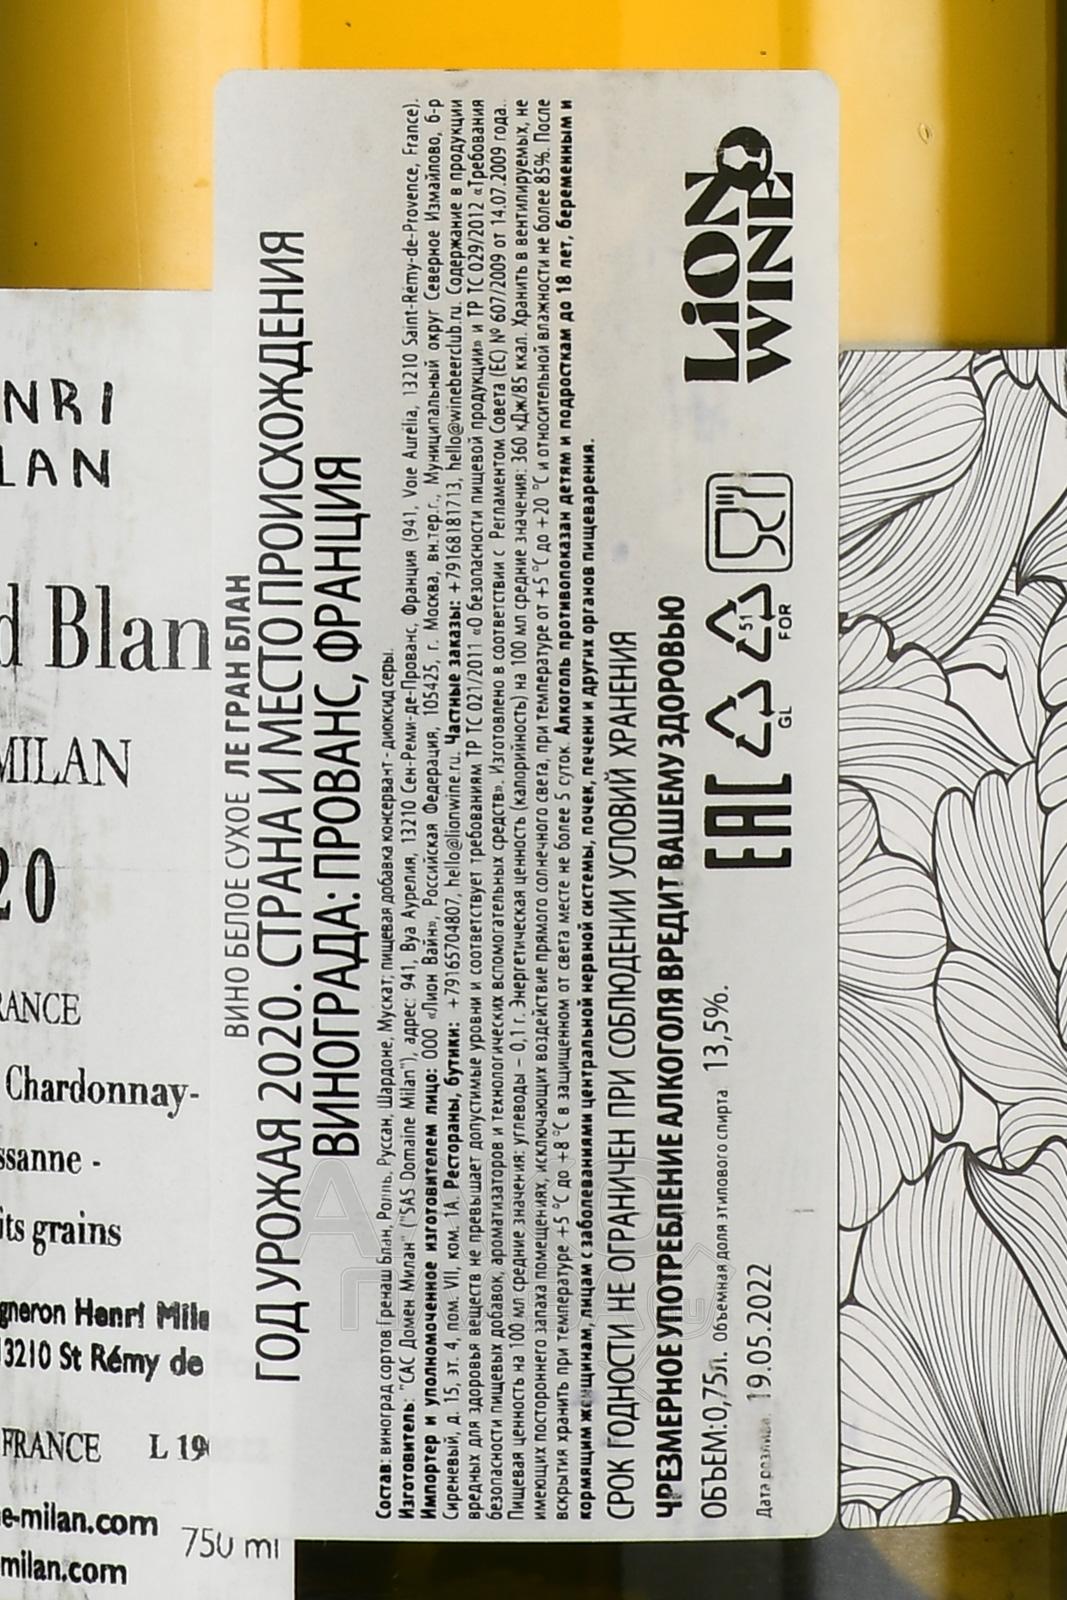 NRI
LAN
d Blan
MILAN
20
RANCE
Chardonnay-
ssanne -
its grains
gneron Henri Mila
13210 St Rémy de
FRANCE L 19
e-milan.com
milan.com
750 ml
ВИНО БЕЛОЕ СУХОЕ ЛЕ ГРАН БЛАН
ГОД УРОЖАЯ 2020. СТРАНА И МЕСТО ПРОИСХОЖДЕНИЯ
ВИНОГРАДА: ПРОВАНС, ФРАНЦИЯ
Состав: виноград сортов Гренаш Блан, Ролль, Руссан, Шардоне, Мускат; пищевая добавка консервант - диоксид серы.
Изготовитель: "САС Домен Милан" ("SAS Domaine Milan"), адрес: 941, Вуа Аурелия, 13210 Сен-Реми-де-Прованс, Франция (941, Voie Aurelia, 13210 Saint-Rémy-de-Provence, France).
Импортер и уполномоченное изготовителем лицо: ООО «Лион Вайн», Российская Федерация, 105425, г. Москва, вн.тер.г., Муниципальный округ Северное Измайлово, б-р
Сиреневый, д. 15, эт. 4, пом. VII, ком. 1А. Рестораны, бутики: +79165704807, hello@lionwine.ru. Частные заказы: +79168181713, hello@winebeerclub.ru. Содержание в продукции
вредных для здоровья веществ не превышает допустимые уровни и соответствует требованиям ТР ТС 021/2011 «О безопасности пищевой продукции» и ТР ТС 029/2012 «Требования
безопасности пищевых добавок, ароматизаторов и технологических вспомогательных средств». Изготовлено в соответствии с Регламентом Совета (ЕС) № 607/2009 от 14.07.2009 года.
Пищевая ценность на 100 мл средние значения: углеводы – 0,1 г. Энергетическая ценность (калорийность) на 100 мл средние значения: 360 кДж/85 ккал. Хранить в вентилируемых, не
имеющих постороннего запаха помещениях, исключающих воздействие прямого солнечного света, при температуре от +5 °С до +20 °С и относительной влажности не более 85%. После
вскрытия хранить при температуре +5 °С до +8 °С в защищенном от света месте не более 5 суток. Алкоголь противопоказан детям и подросткам до 18 лет, беременным и
кормящим женщинам, лицам с заболеваниями центральной нервной системы, почек, печени и других органов пищеварения.
СРОК ГОДНОСТИ НЕ ОГРАНИЧЕН ПРИ СОБЛЮДЕНИИ УСЛОВИЙ ХРАНЕНИЯ
ЧРЕЗМЕРНОЕ УПОТРЕБЛЕНИЕ АЛКОГОЛЯ ВРЕДИТ ВАШЕМУ ЗДОРОВЬЮ
ОБЪЕМ:0,75л. Объемная доля этилового спирта 13,5%.
Дата розлива: 19.05.2022
EAC
GL
51
FOR
LiON
WINE